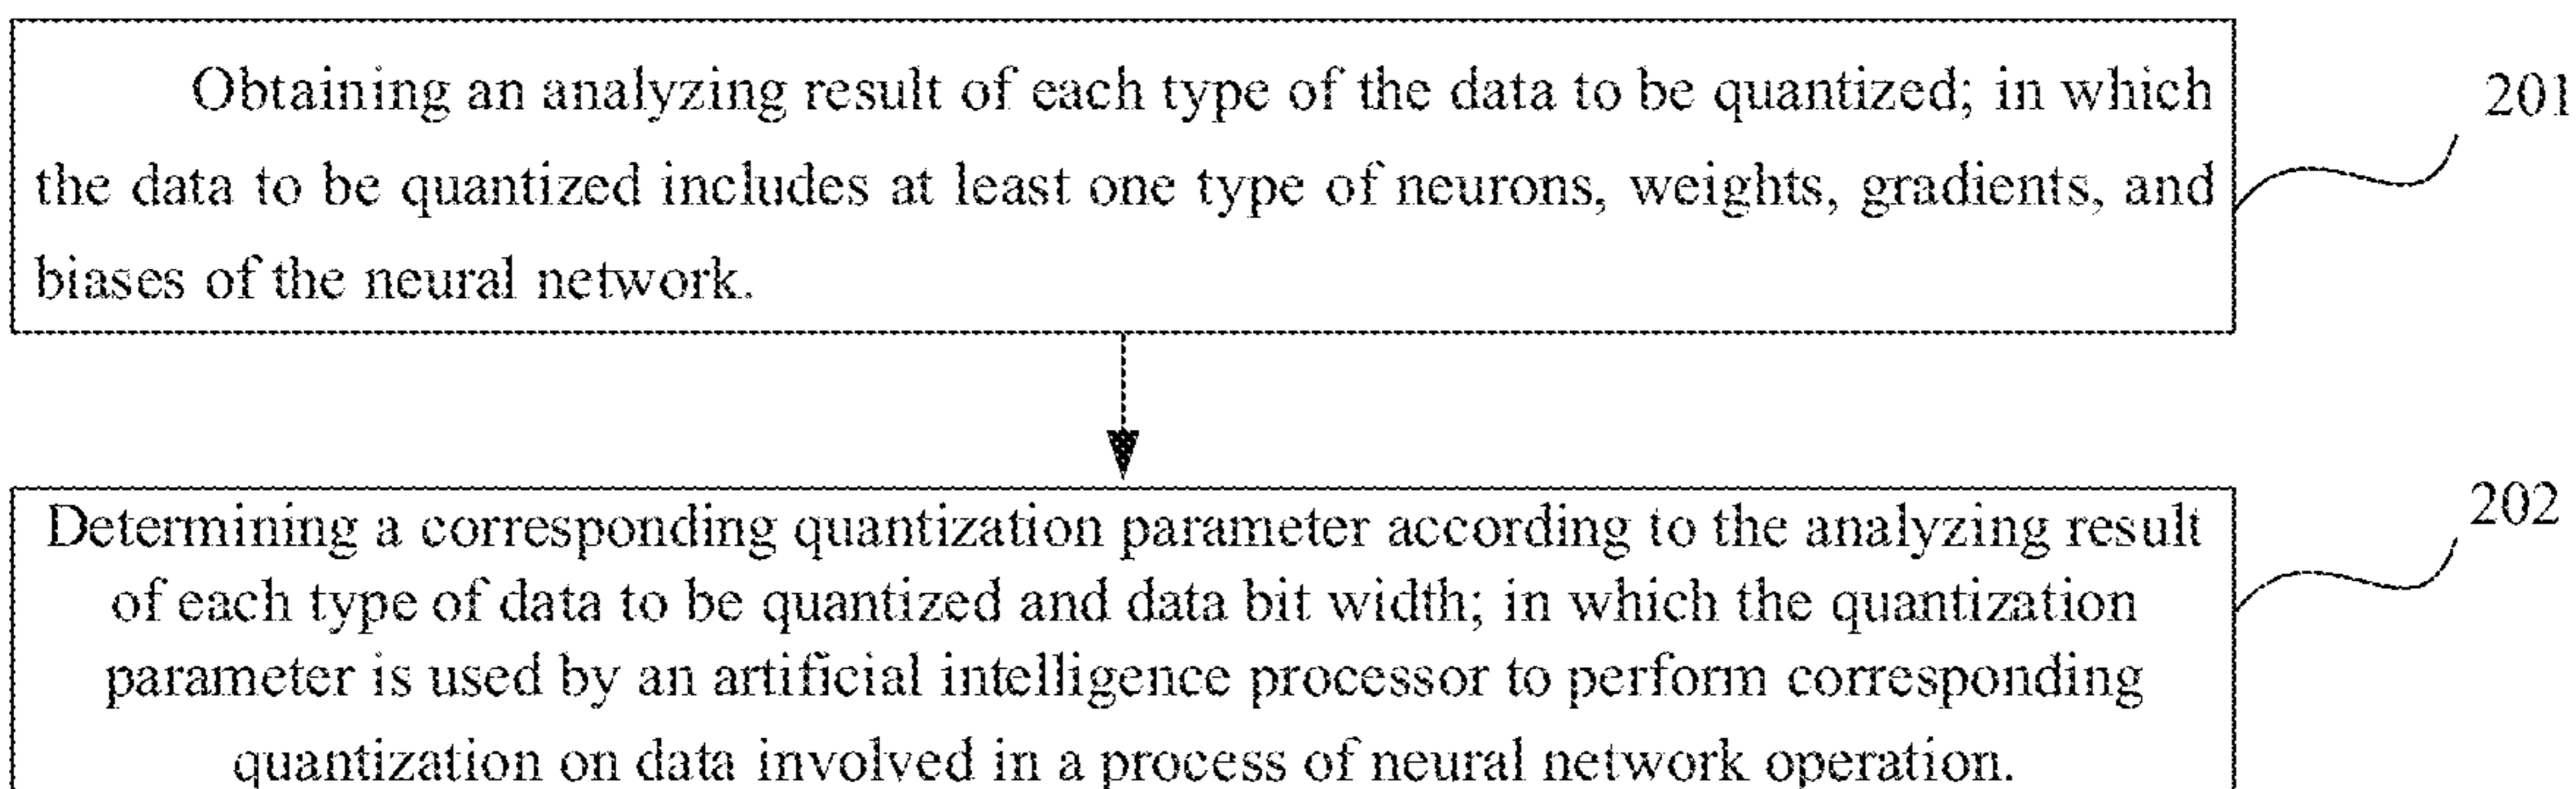 Obtaining an analyzing result of each type of the data to be quantized; in which
the data to be quantized includes at least one type of neurons, weights, gradients, and
biases of the neural network.
201
Determining a corresponding quantization parameter according to the analyzing result
of each type of data to be quantized and data bit width; in which the quantization
parameter is used by an artificial intelligence processor to perform corresponding
quantization on data involved in a process of neural network operation.
202